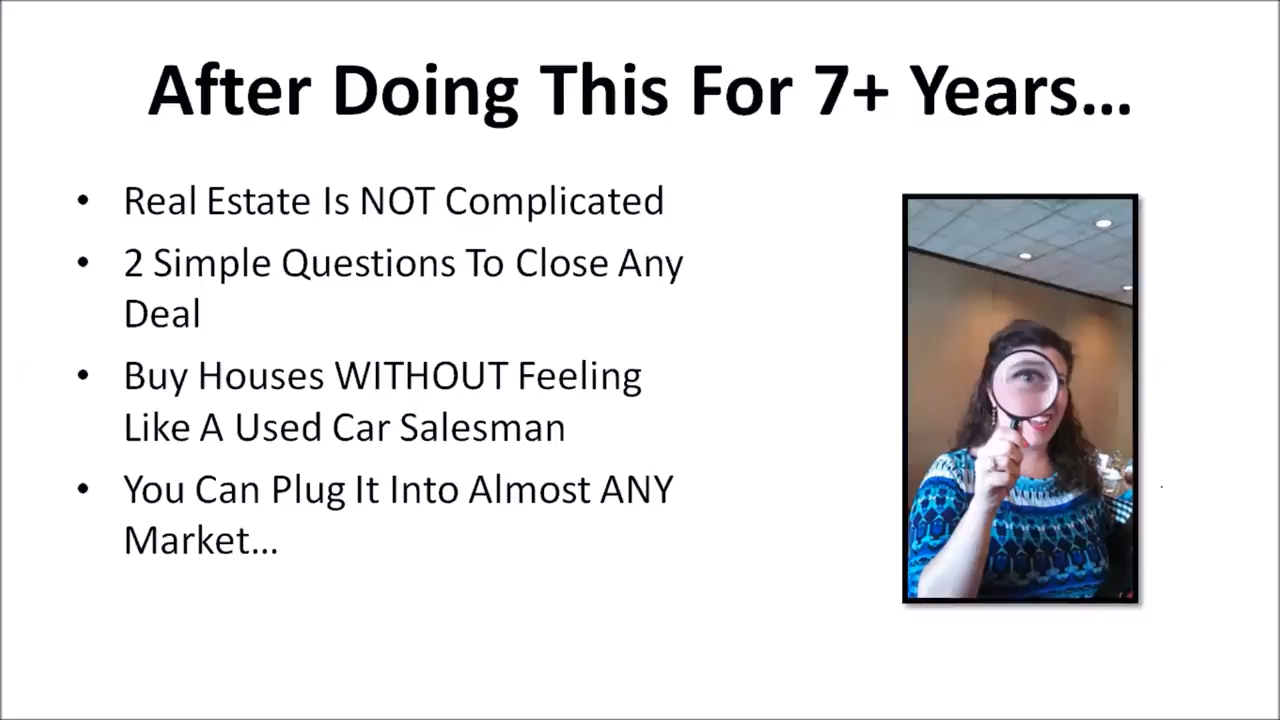 After Doing This For 7+ Years...
• Real Estate Is NOT Complicated
• 2 Simple Questions To Close Any
Deal
• Buy Houses WITHOUT Feeling
Like A Used Car Salesman
• You Can Plug It Into Almost ANY
Market...